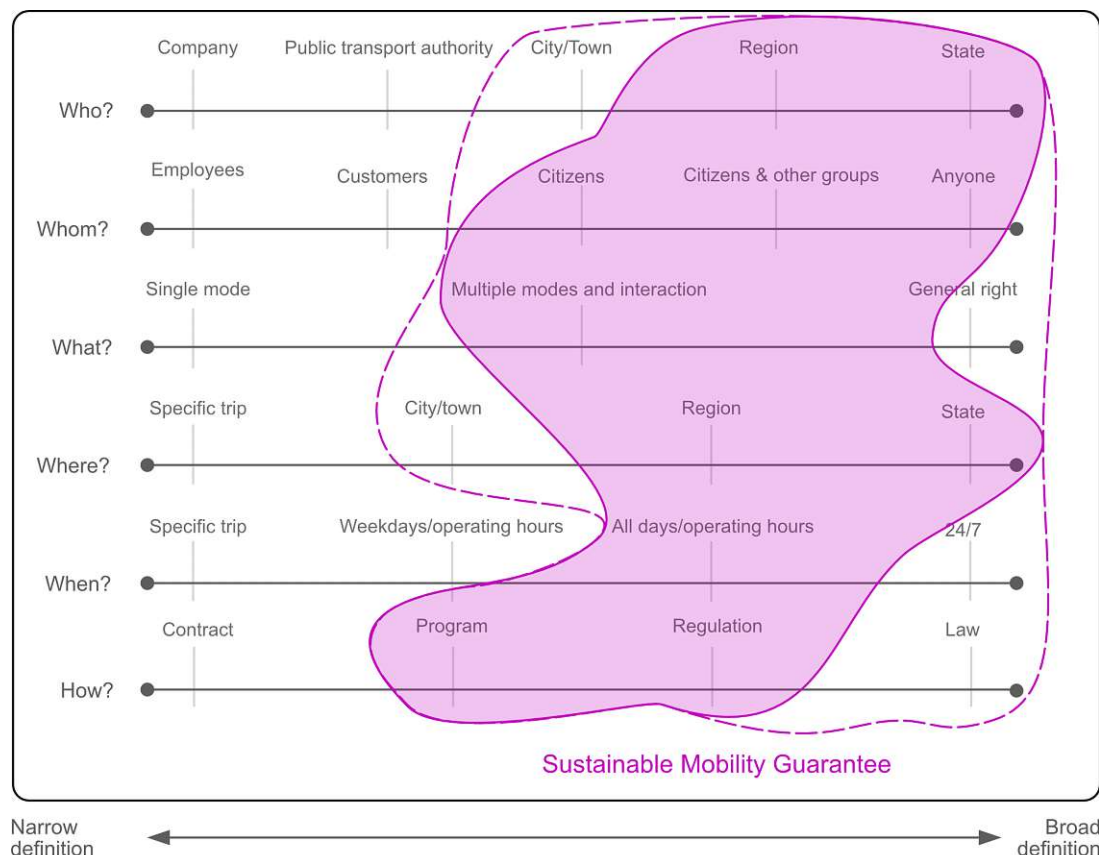 Company Public transport authority City/Town Region State
Who?
Employees Customers Citizens Citizens & other groups Anyone
Whom?
Single mode Multiple modes and interaction General right
What?
Specific trip City/town Region State
Where?
Specific trip Weekdays/operating hours All days/operating hours 24/7
When?
Contract Program Regulation Law
How?
Sustainable Mobility Guarantee
Narrow Broad
definition definition